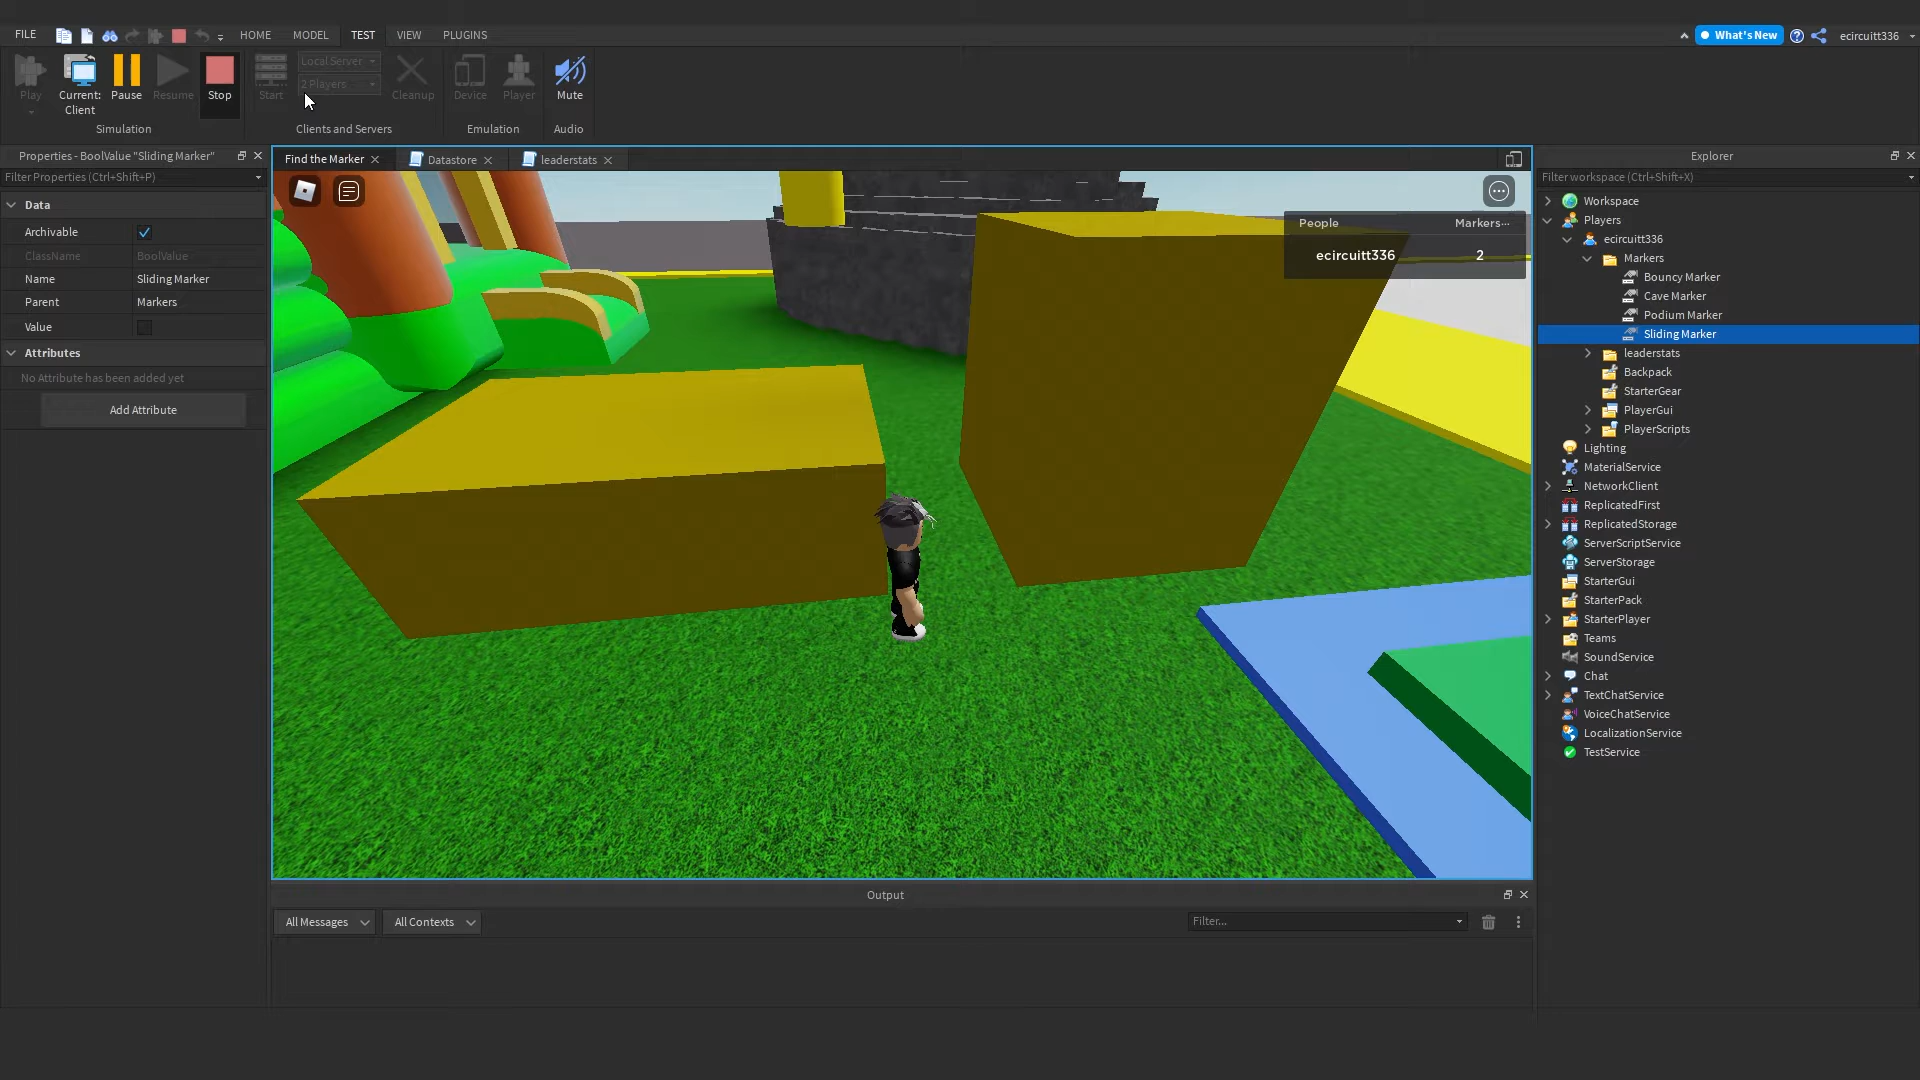 FILE
HOME
MODEL
TEST
VIEW
PLUGINS
What's New
ecircuitt336
Play
Current:
Client
Pause
Resume
Stop
Simulation
Start
Local Server
2 Players
Cleanup
Clients and Servers
Device
Player
Emulation
Mute
Audio
Properties - BoolValue "Sliding Marker"
Filter Properties (Ctrl+Shift+P)
Data
Archivable
ClassName BoolValue
Name Sliding Marker
Parent Markers
Value
Attributes
No Attribute has been added yet
Add Attribute
Find the Marker
Datastore
leaderstats
People Markers...
ecircuitt336 2
Output
All Messages
All Contexts
Filter...
Explorer
Filter workspace (Ctrl+Shift+X)
Workspace
Players
ecircuitt336
Markers
Bouncy Marker
Cave Marker
Podium Marker
Sliding Marker
leaderstats
Backpack
StarterGear
PlayerGui
PlayerScripts
Lighting
MaterialService
NetworkClient
ReplicatedFirst
ReplicatedStorage
ServerScriptService
ServerStorage
StarterGui
StarterPack
StarterPlayer
Teams
SoundService
Chat
TextChatService
VoiceChatService
LocalizationService
TestService